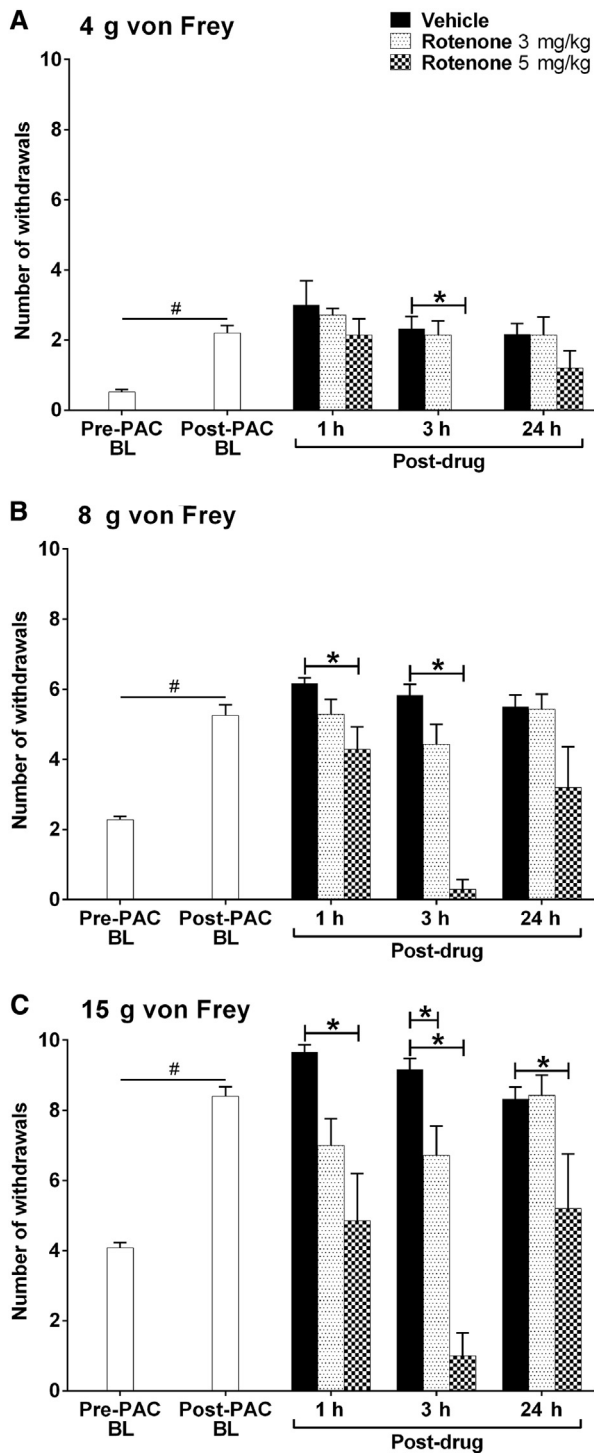 A
4 g von Frey
Vehicle
Rotenone 3 mg/kg
Rotenone 5 mg/kg
Number of withdrawals
10
8
6
4
2
0
#
*
Pre-PAC BL
Post-PAC BL
1 h
3 h
24 h
Post-drug
B
8 g von Frey
Number of withdrawals
10
8
6
4
2
0
#
*
*
Pre-PAC BL
Post-PAC BL
1 h
3 h
24 h
Post-drug
C
15 g von Frey
Number of withdrawals
10
8
6
4
2
0
#
*
*
*
*
Pre-PAC BL
Post-PAC BL
1 h
3 h
24 h
Post-drug